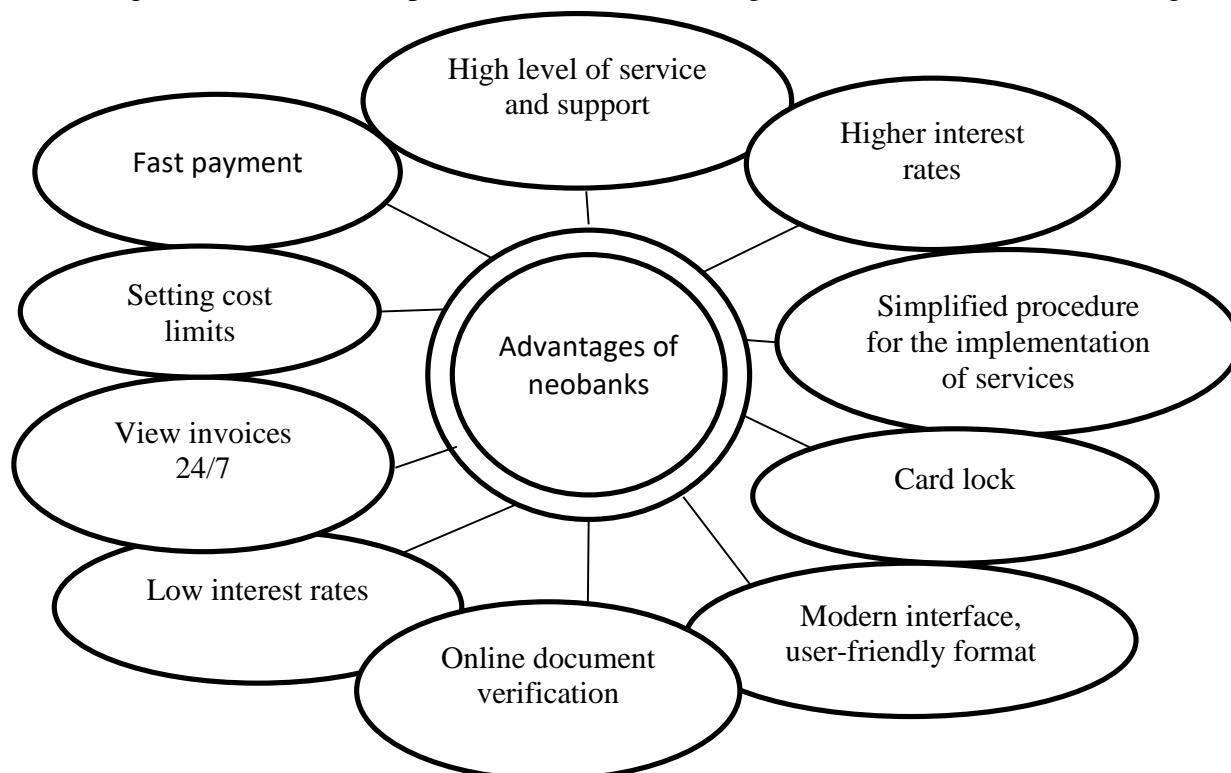 High level of service
and support
Higher interest
rates
Fast payment
Setting cost
limits
Simplified procedure
for the implementation
of services
Advantages of
neobanks
View invoices
24/7
Card lock
Low interest rates
Modern interface,
user-friendly format
Online document
verification